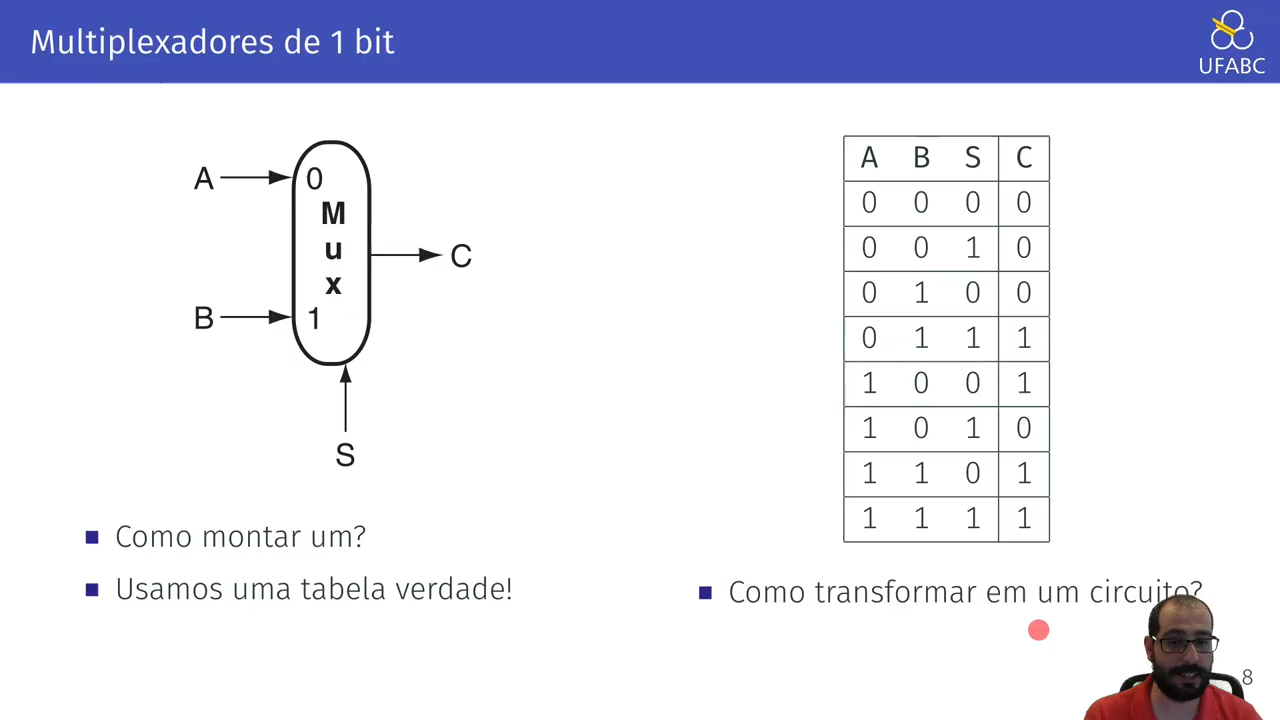 Multiplexadores de 1 bit
UFABC
A
0
M
u
x
B
1
C
S
Como montar um?
Usamos uma tabela verdade!
A B S C
0 0 0 0
0 0 1 0
0 1 0 0
0 1 1 1
1 0 0 1
1 0 1 0
1 1 0 1
1 1 1 1
Como transformar em um circuito?
8